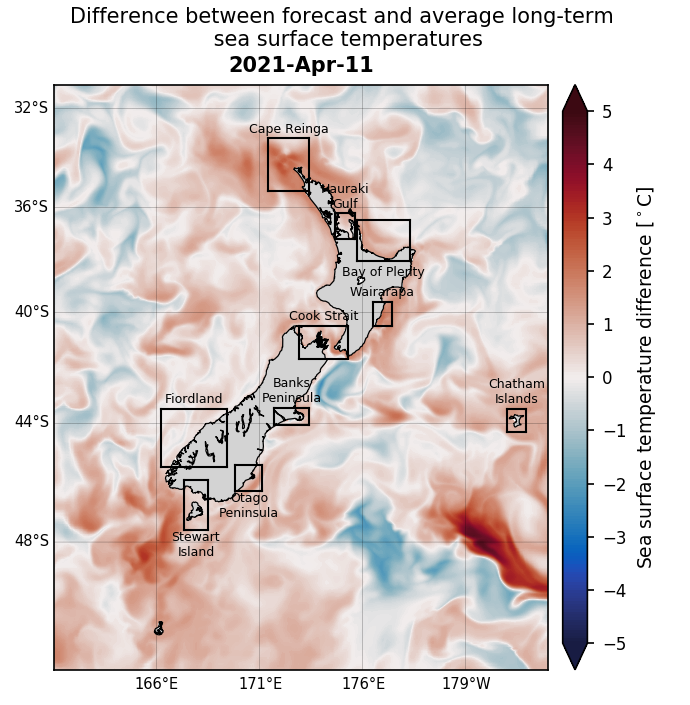 Difference between forecast and average long-term
sea surface temperatures
2021-Apr-11
32°S
36°S
40°S
44°S
48°S
166°E
171°E
176°E
179°W
Cape Reinga
Hauraki
Gulf
Bay of Plenty
Wairarapa
Cook Strait
Banks
Peninsula
Fiordland
Chatham
Islands
Otago
Peninsula
Stewart
Island
5
4
3
2
1
0
−1
−2
−3
−4
−5
Sea surface temperature difference [°C]